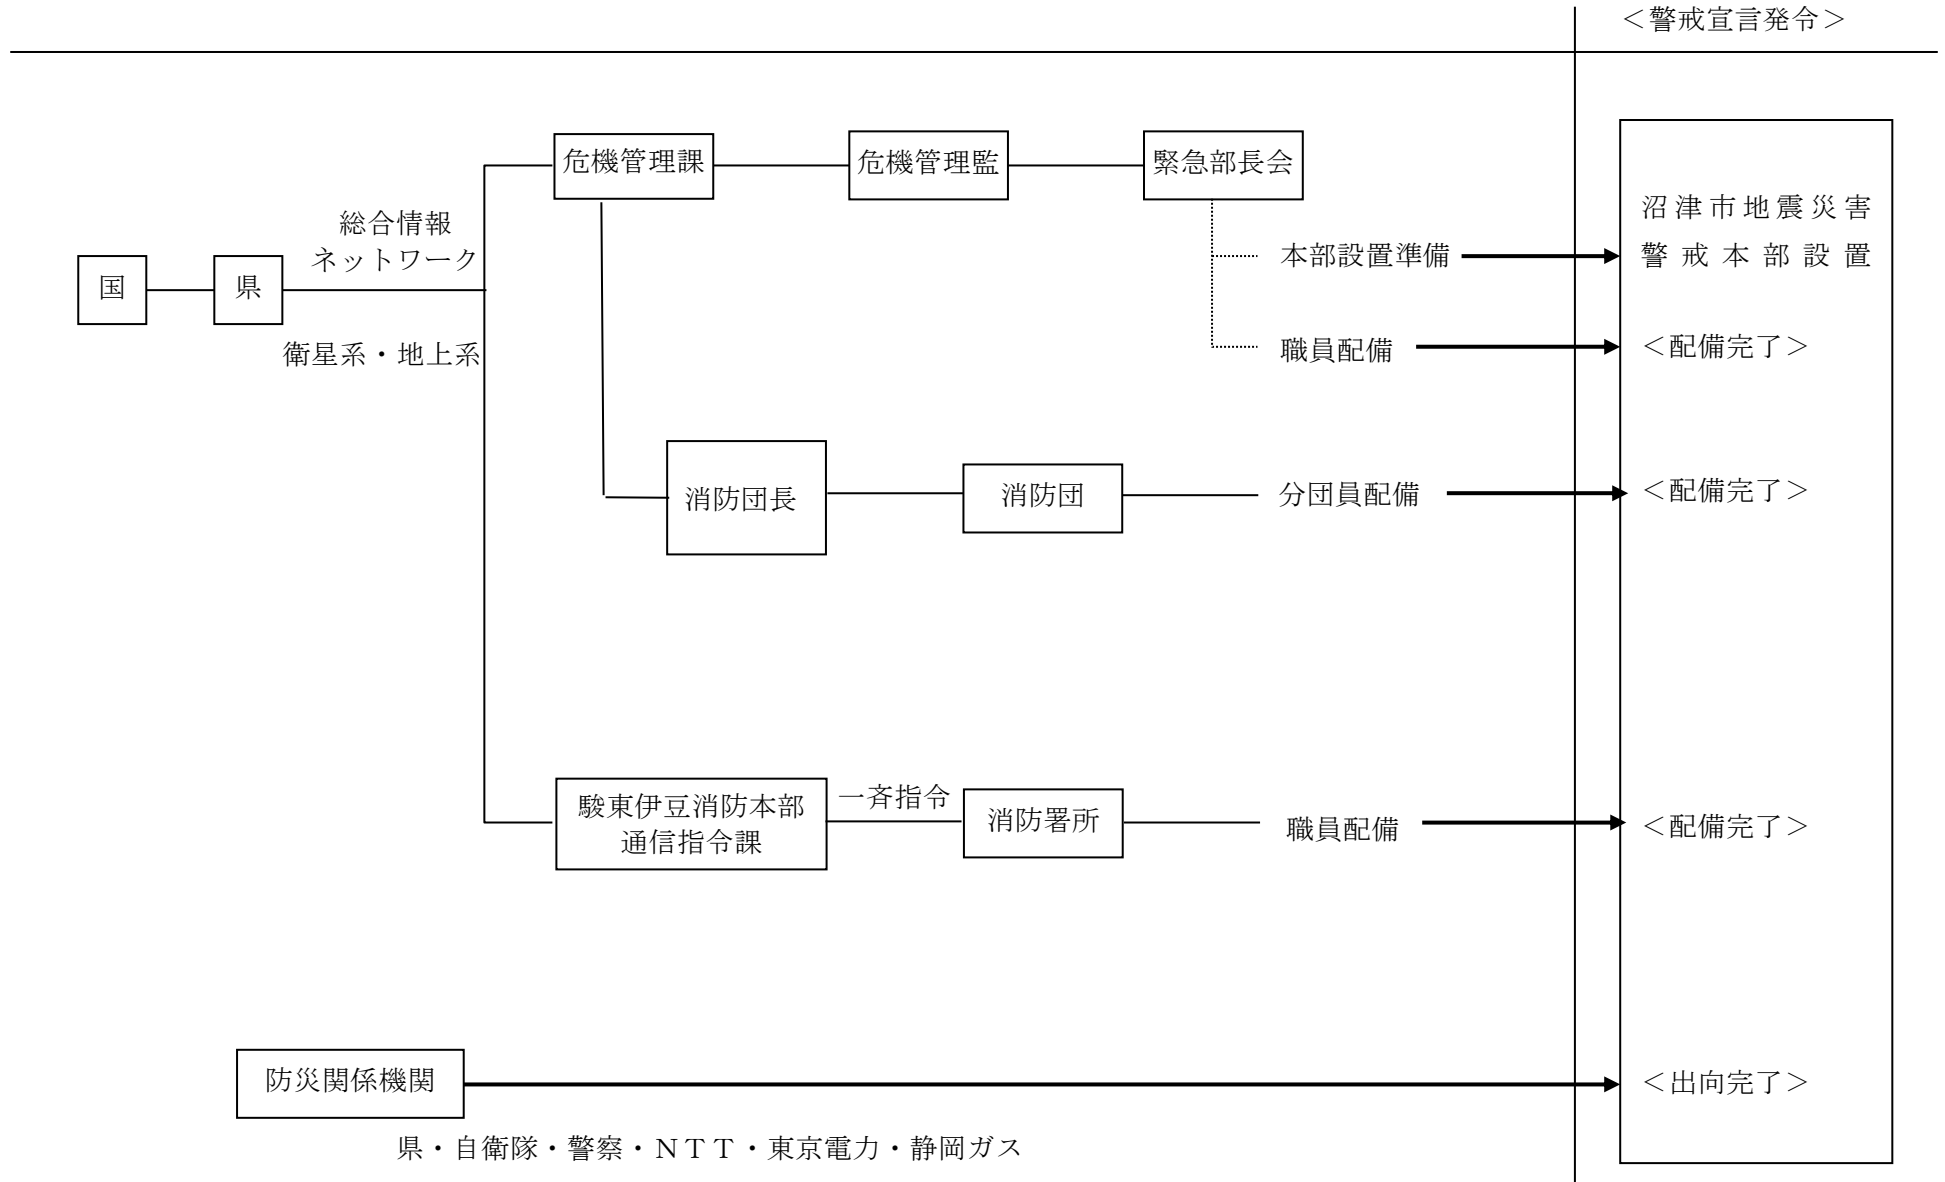 ＜警戒宣言発令＞
危機管理課
危機管理監
緊急部長会
総合情報
ネットワーク
国
県
衛星系・地上系
本部設置準備
職員配備
沼津市地震災害
警戒本部設置
＜配備完了＞
消防団長
消防団
分団員配備
＜配備完了＞
駿東伊豆消防本部
通信指令課
一斉指令
消防署所
職員配備
＜配備完了＞
防災関係機関
＜出向完了＞
県・自衛隊・警察・ＮＴＴ・東京電力・静岡ガス